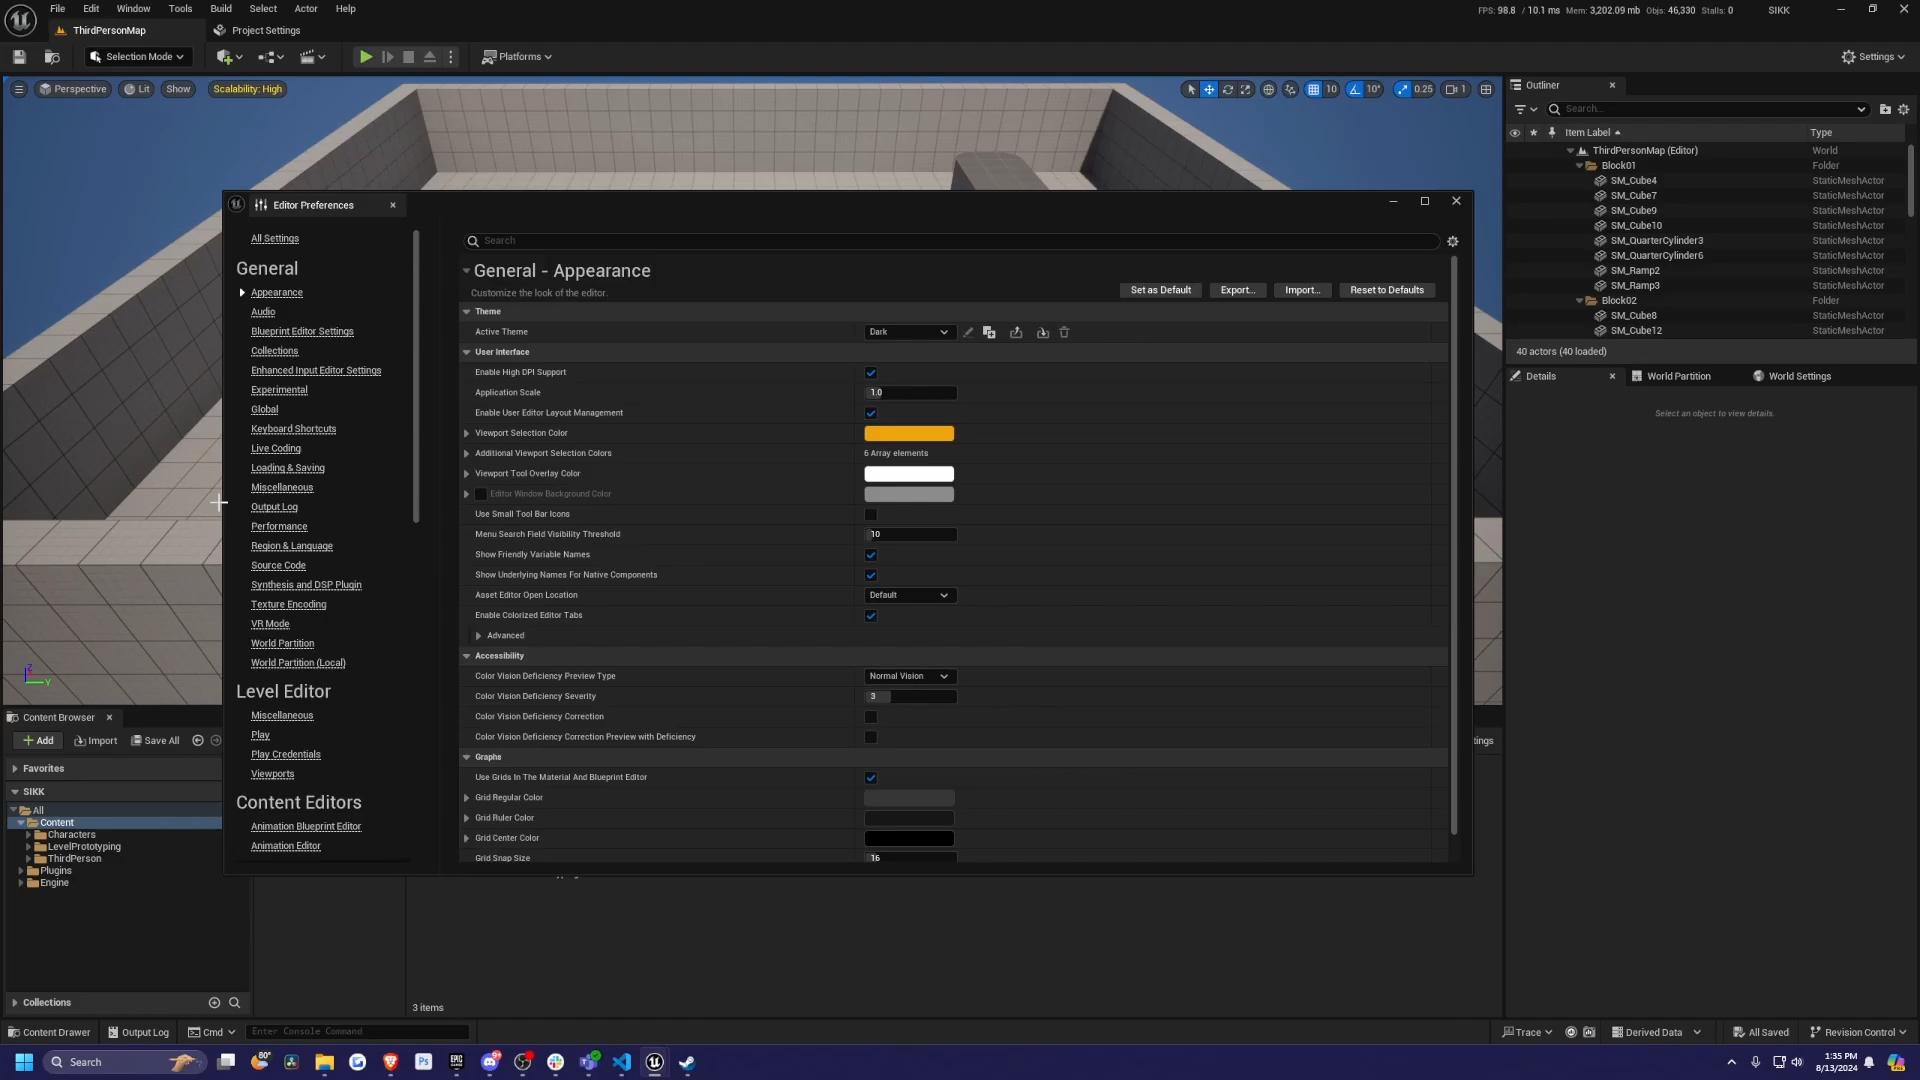 File Edit Window Tools Build Select Actor Help
FPS: 98.8 / 10.1 ms Mem: 3,202.09 mb Objs: 46,330 Stalls: 0 SIKK
ThirdPersonMap Project Settings
Selection Mode Platforms Settings
Perspective Lit Show Scalability: High 10 10° 0.25 1
Outliner
Search...
Item Label Type
ThirdPersonMap (Editor) World
Block01 Folder
SM_Cube4 StaticMeshActor
SM_Cube7 StaticMeshActor
SM_Cube9 StaticMeshActor
SM_Cube10 StaticMeshActor
SM_QuarterCylinder3 StaticMeshActor
SM_QuarterCylinder6 StaticMeshActor
SM_Ramp2 StaticMeshActor
SM_Ramp3 StaticMeshActor
Block02 Folder
SM_Cube8 StaticMeshActor
SM_Cube12 StaticMeshActor
40 actors (40 loaded)
Details World Partition World Settings
Select an object to view details.
Editor Preferences
All Settings
General
Appearance
Audio
Blueprint Editor Settings
Collections
Enhanced Input Editor Settings
Experimental
Global
Keyboard Shortcuts
Live Coding
Loading & Saving
Miscellaneous
Output Log
Performance
Region & Language
Source Code
Synthesis and DSP Plugin
Texture Encoding
VR Mode
World Partition
World Partition (Local)
Level Editor
Miscellaneous
Play
Play Credentials
Viewports
Content Editors
Animation Blueprint Editor
Animation Editor
Search
General - Appearance
Customize the look of the editor.
Set as Default Export... Import... Reset to Defaults
Theme
Active Theme Dark
User Interface
Enable High DPI Support
Application Scale 1.0
Enable User Editor Layout Management
Viewport Selection Color
Additional Viewport Selection Colors 6 Array elements
Viewport Tool Overlay Color
Editor Window Background Color
Use Small Tool Bar Icons
Menu Search Field Visibility Threshold 10
Show Friendly Variable Names
Show Underlying Names For Native Components
Asset Editor Open Location Default
Enable Colorized Editor Tabs
Advanced
Accessibility
Color Vision Deficiency Preview Type Normal Vision
Color Vision Deficiency Severity 3
Color Vision Deficiency Correction
Color Vision Deficiency Correction Preview with Deficiency
Graphs
Use Grids In The Material And Blueprint Editor
Grid Regular Color
Grid Ruler Color
Grid Center Color
Grid Snap Size 16
Z
Y
Content Browser
Add Import Save All
tings
Favorites
SIKK
All
Content
Characters
LevelPrototyping
ThirdPerson
Plugins
Engine
Collections
3 items
Content Drawer Output Log Cmd Enter Console Command
Trace Derived Data All Saved Revision Control
Search 80°
1:35 PM
8/13/2024